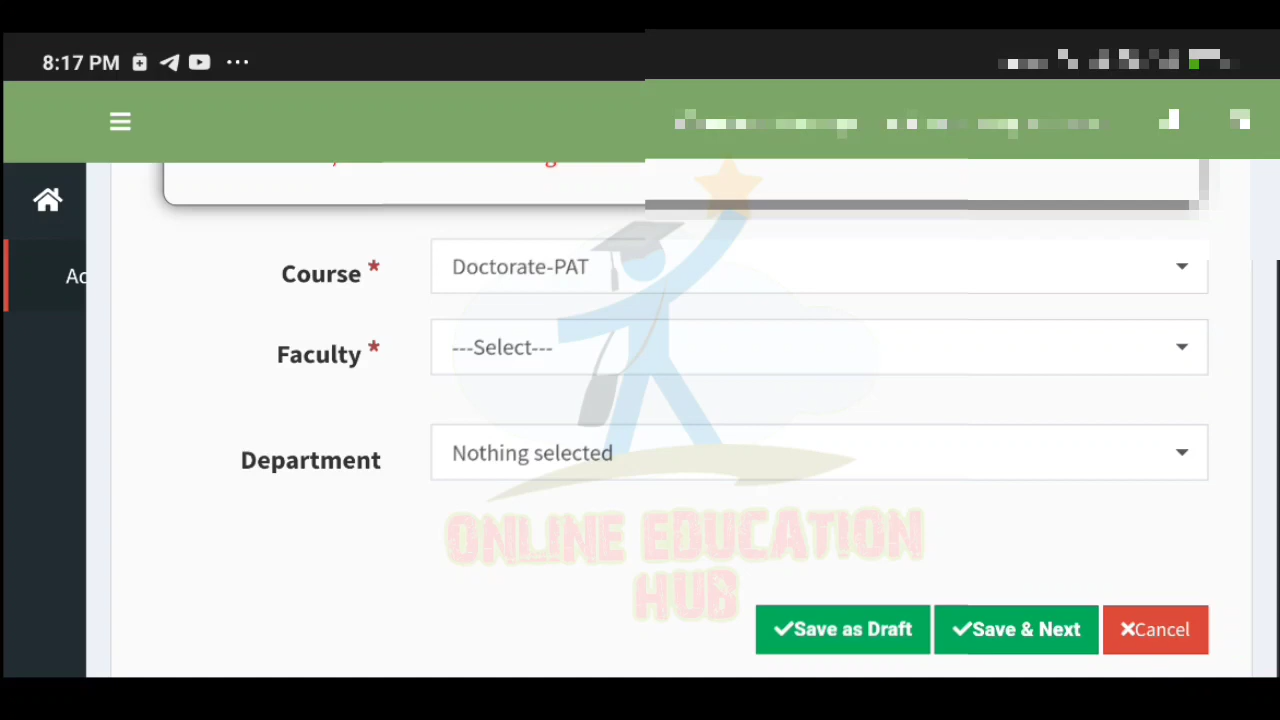 8:17 PM
Ac
Course *
Doctorate-PAT
Faculty *
---Select---
Department
Nothing selected
ONLINE EDUCATION
HUB
Save as Draft
Save & Next
Cancel